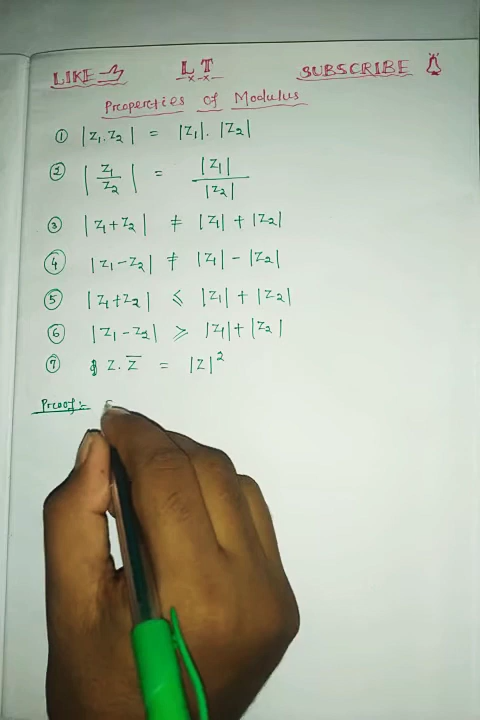 LIKE LT SUBSCRIBE
Properties of Modulus
① |z₁.z₂| = |z₁|.|z₂|
② |z₁/z₂| = |z₁|/|z₂|
③ |z₁+z₂| ≠ |z₁|+|z₂|
④ |z₁-z₂| ≠ |z₁|-|z₂|
⑤ |z₁+z₂| ≤ |z₁|+|z₂|
⑥ |z₁-z₂| ≥ |z₁|+|z₂|
⑦ z.z̅ = |z|²
Proof:-